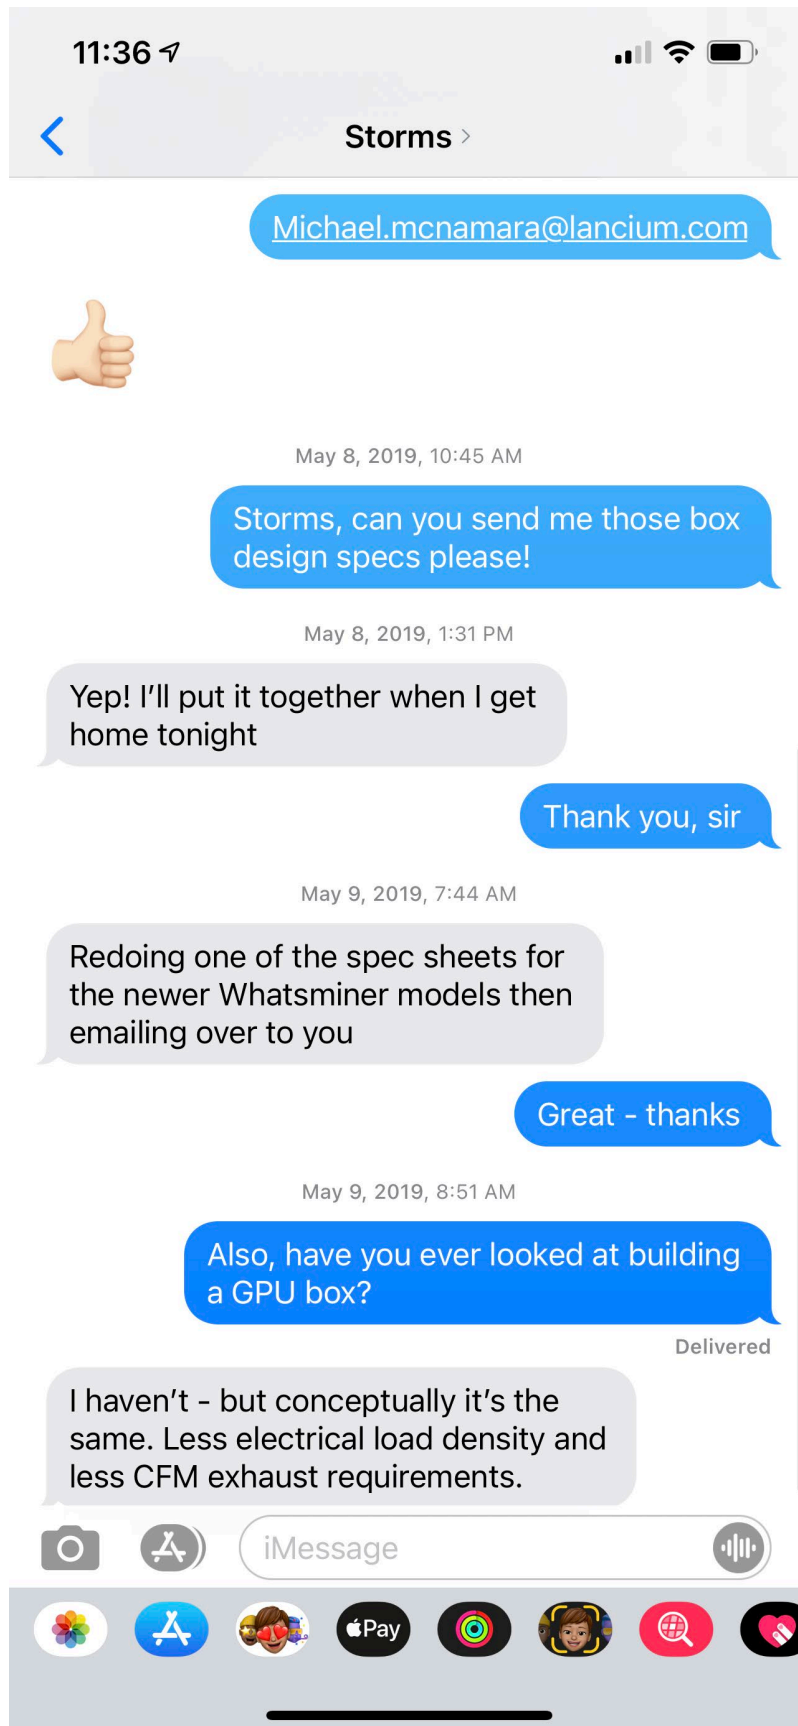 11:36
Storms
Michael.mcnamara@lancium.com
May 8, 2019, 10:45 AM
Storms, can you send me those box
design specs please!
May 8, 2019, 1:31 PM
Yep! I’ll put it together when I get
home tonight
Thank you, sir
May 9, 2019, 7:44 AM
Redoing one of the spec sheets for
the newer Whatsminer models then
emailing over to you
Great - thanks
May 9, 2019, 8:51 AM
Also, have you ever looked at building
a GPU box?
Delivered
I haven’t - but conceptually it’s the
same. Less electrical load density and
less CFM exhaust requirements.
iMessage
Pay